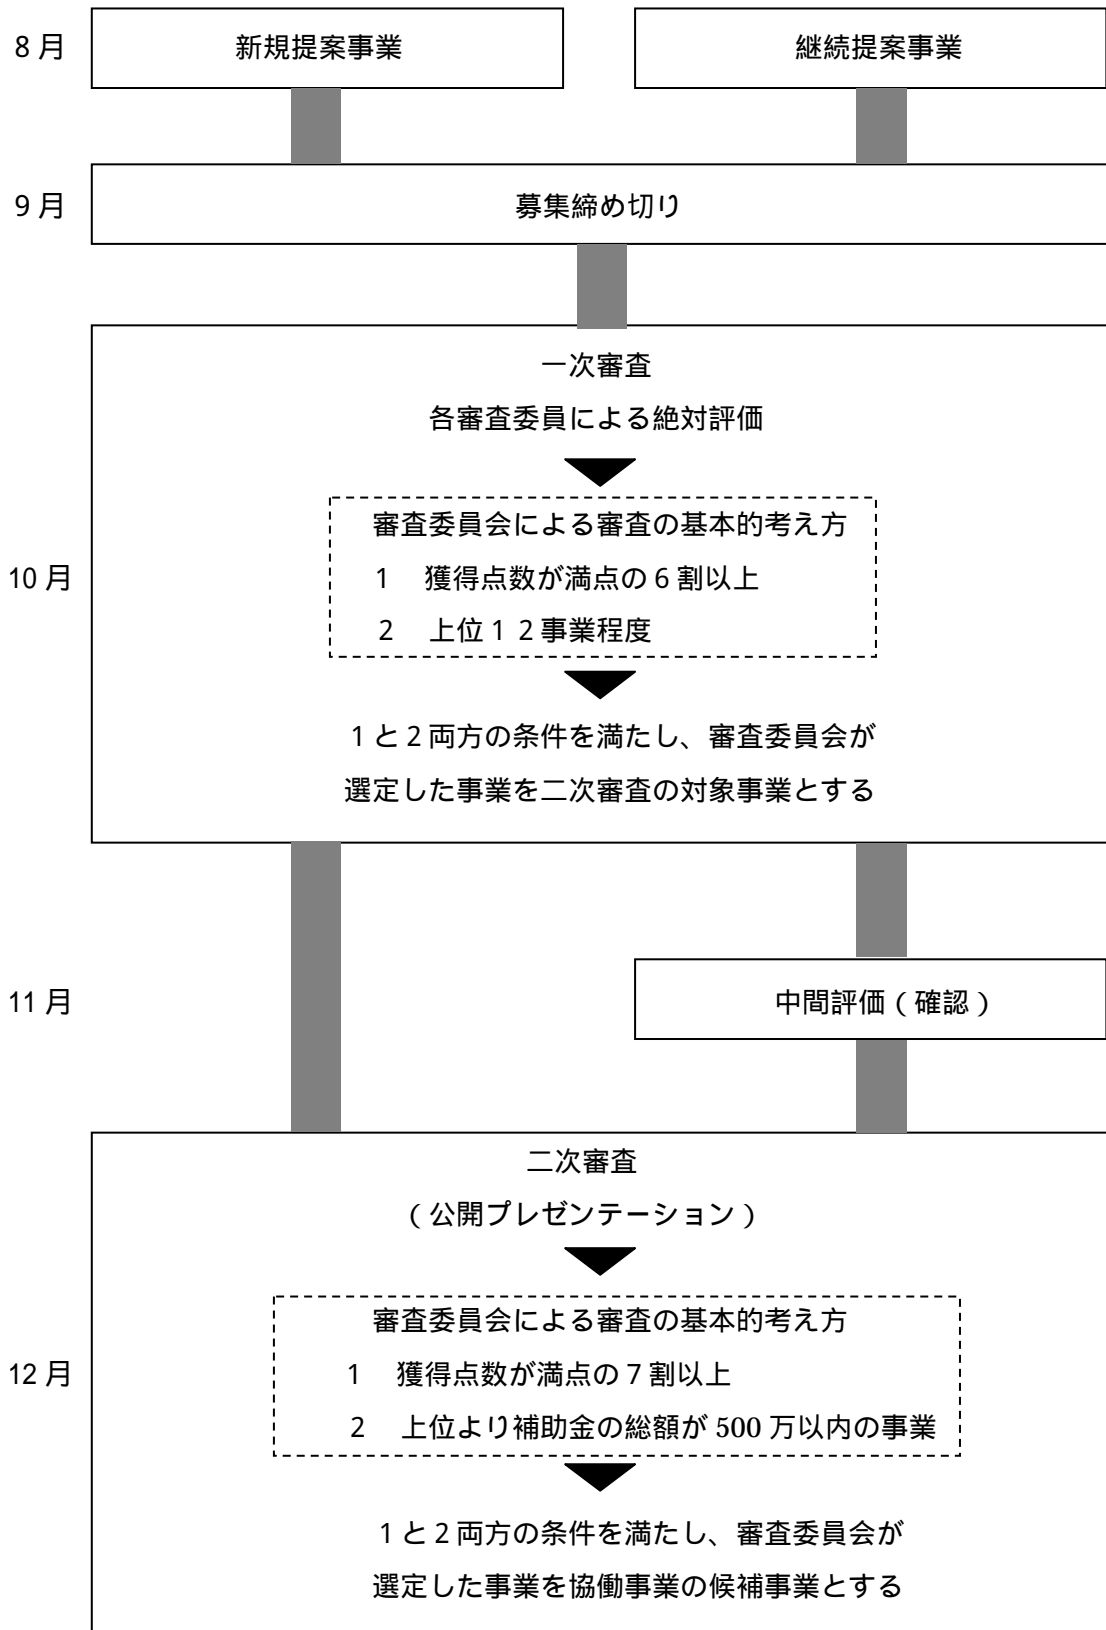 8月
新規提案事業
継続提案事業
9月
募集締め切り
一次審査
各審査委員による絶対評価
審査委員会による審査の基本的考え方
10月
1 獲得点数が満点の6割以上
2 上位12事業程度
1と2両方の条件を満たし、審査委員会が
選定した事業を二次審査の対象事業とする
11月
中間評価(確認)
二次審査
(公開プレゼンテーション)
審査委員会による審査の基本的考え方
12月
1 獲得点数が満点の7割以上
2 上位より補助金の総額が500万以内の事業
1と2両方の条件を満たし、審査委員会が
選定した事業を協働事業の候補事業とする